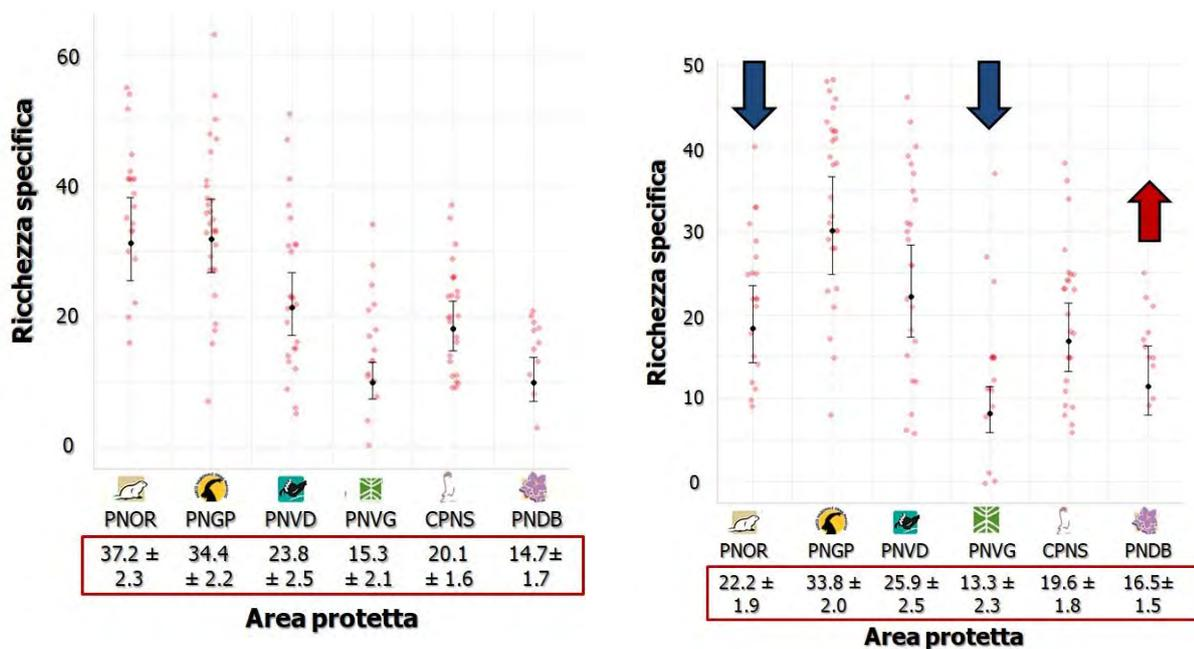 Ricchezza specifica
60
40
20
0
PNOR PNGP PNVD PNVG CPNS PNDB
37.2 ± 34.4 23.8 15.3 20.1 14.7±
2.3 ± 2.2 ± 2.5 ± 2.1 ± 1.6 1.7
Area protetta
Ricchezza specifica
50
40
30
20
10
0
PNOR PNGP PNVD PNVG CPNS PNDB
22.2 ± 33.8 ± 25.9 ± 13.3 ± 19.6 ± 16.5±
1.9 2.0 2.5 2.3 1.8 1.5
Area protetta